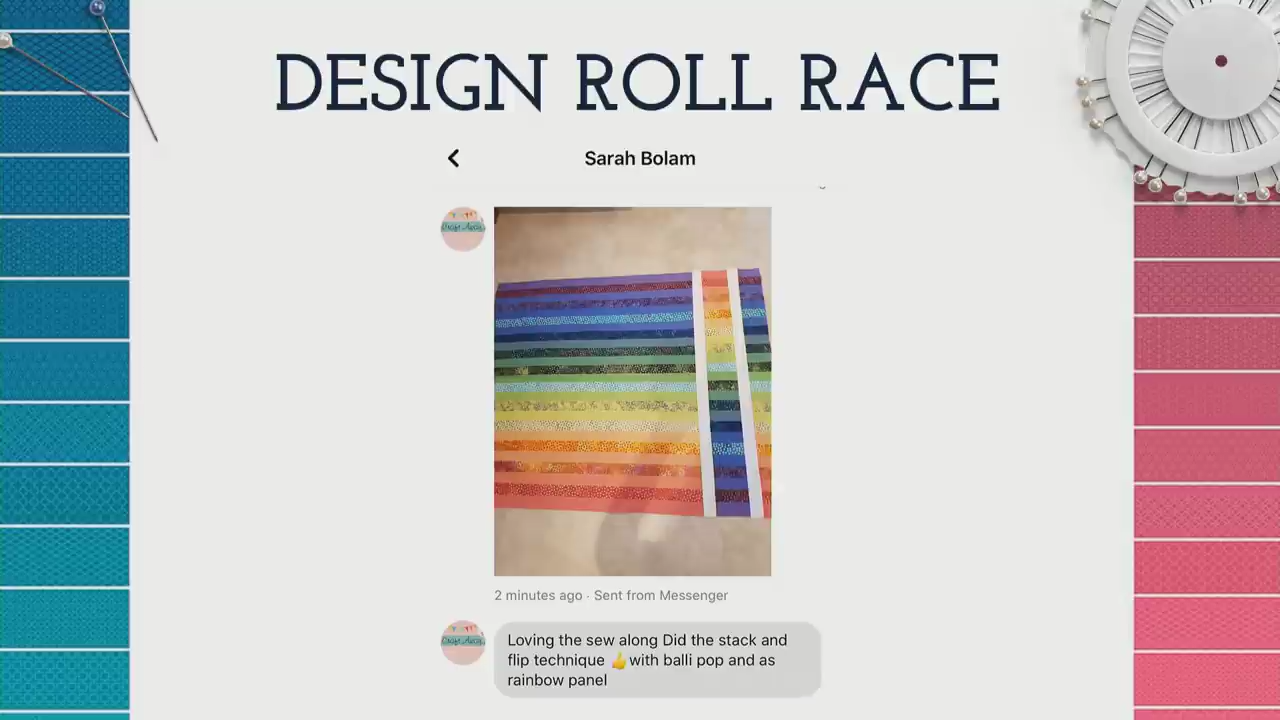 DESIGN ROLL RACE
Sarah Bolam
2 minutes ago · Sent from Messenger
Loving the sew along Did the stack and
flip technique 👍with balli pop and as
rainbow panel